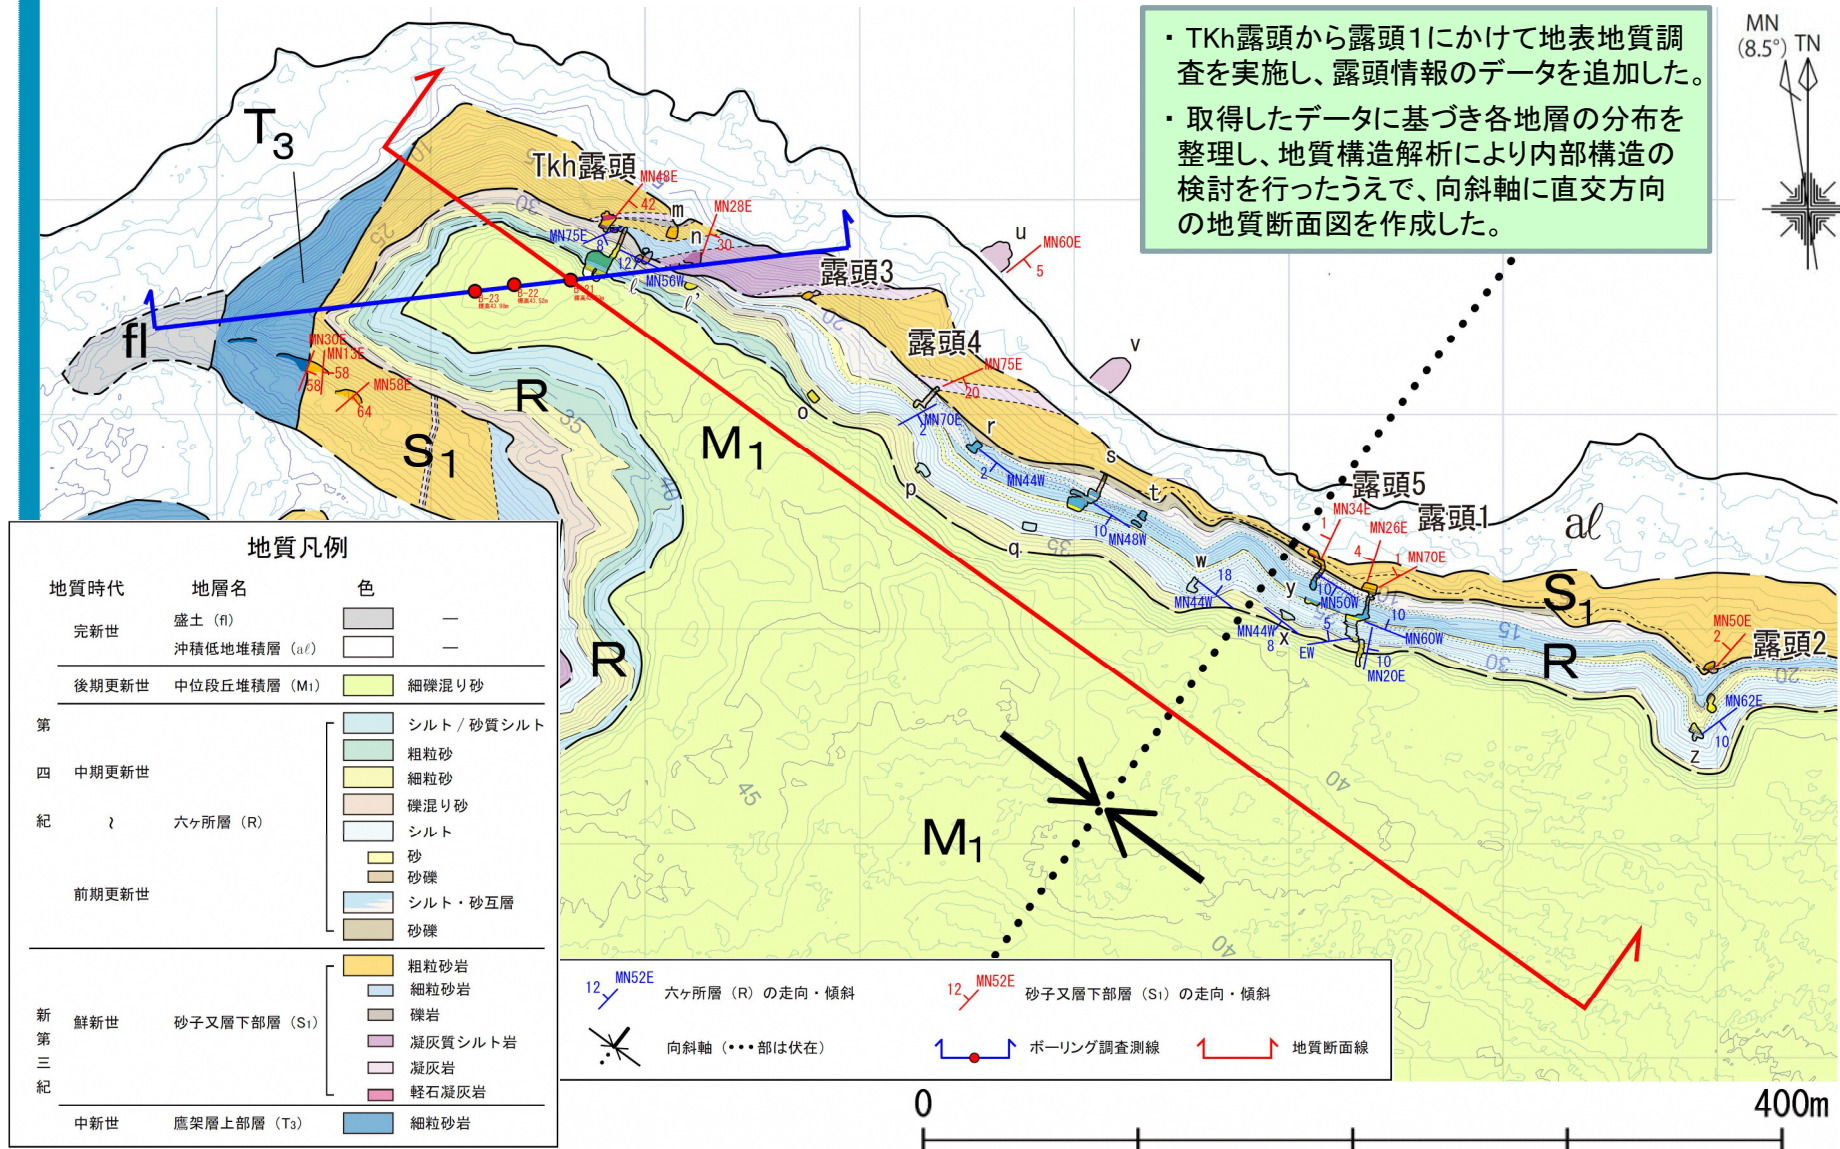 ・ TKh露頭から露頭1にかけて地表地質調
査を実施し、露頭情報のデータを追加した。
・ 取得したデータに基づき各地層の分布を
整理し、地質構造解析により内部構造の
検討を行ったうえで、向斜軸に直交方向
の地質断面図を作成した。
MN
(8.5°) TN
T3
Tkh露頭
MN48E
42
m
MN28E
n
30
MN75E
8
12
MN56W
ℓ
ℓ'
露頭3
u
MN60E
5
v
B-23
B-22
B-21
fl
MN30E
MN13E
58
58
MN58E
64
S1
R
M1
露頭4
MN75E
20
MN70E
2
o
r
2
MN44W
p
q
s
t
10
MN48W
w
18
MN44W
露頭5
MN34E
1
露頭1
MN26E
4
1
MN70E
aℓ
y
10
MN50W
10
MN60W
MN44W
8
x
5
EW
10
MN20E
S1
R
MN50E
2
露頭2
MN62E
10
z
R
M1
10
15
25
30
35
40
20
35
10
15
30
20
45
40
40
地質凡例
地質時代 地層名 色
完新世
盛土 (fl) —
沖積低地堆積層 (aℓ) —
後期更新世 中位段丘堆積層 (M1) 細礫混り砂
第四紀
中期更新世
~
前期更新世
六ヶ所層 (R)
シルト / 砂質シルト
粗粒砂
細粒砂
礫混り砂
シルト
砂
砂礫
シルト・砂互層
砂礫
新第三紀
鮮新世 砂子又層下部層 (S1)
粗粒砂岩
細粒砂岩
礫岩
凝灰質シルト岩
凝灰岩
軽石凝灰岩
中新世 鷹架層上部層 (T3) 細粒砂岩
12 MN52E 六ヶ所層 (R) の走向・傾斜
12 MN52E 砂子又層下部層 (S1) の走向・傾斜
向斜軸 (・・・部は伏在)
ボーリング調査測線
地質断面線
0 400m